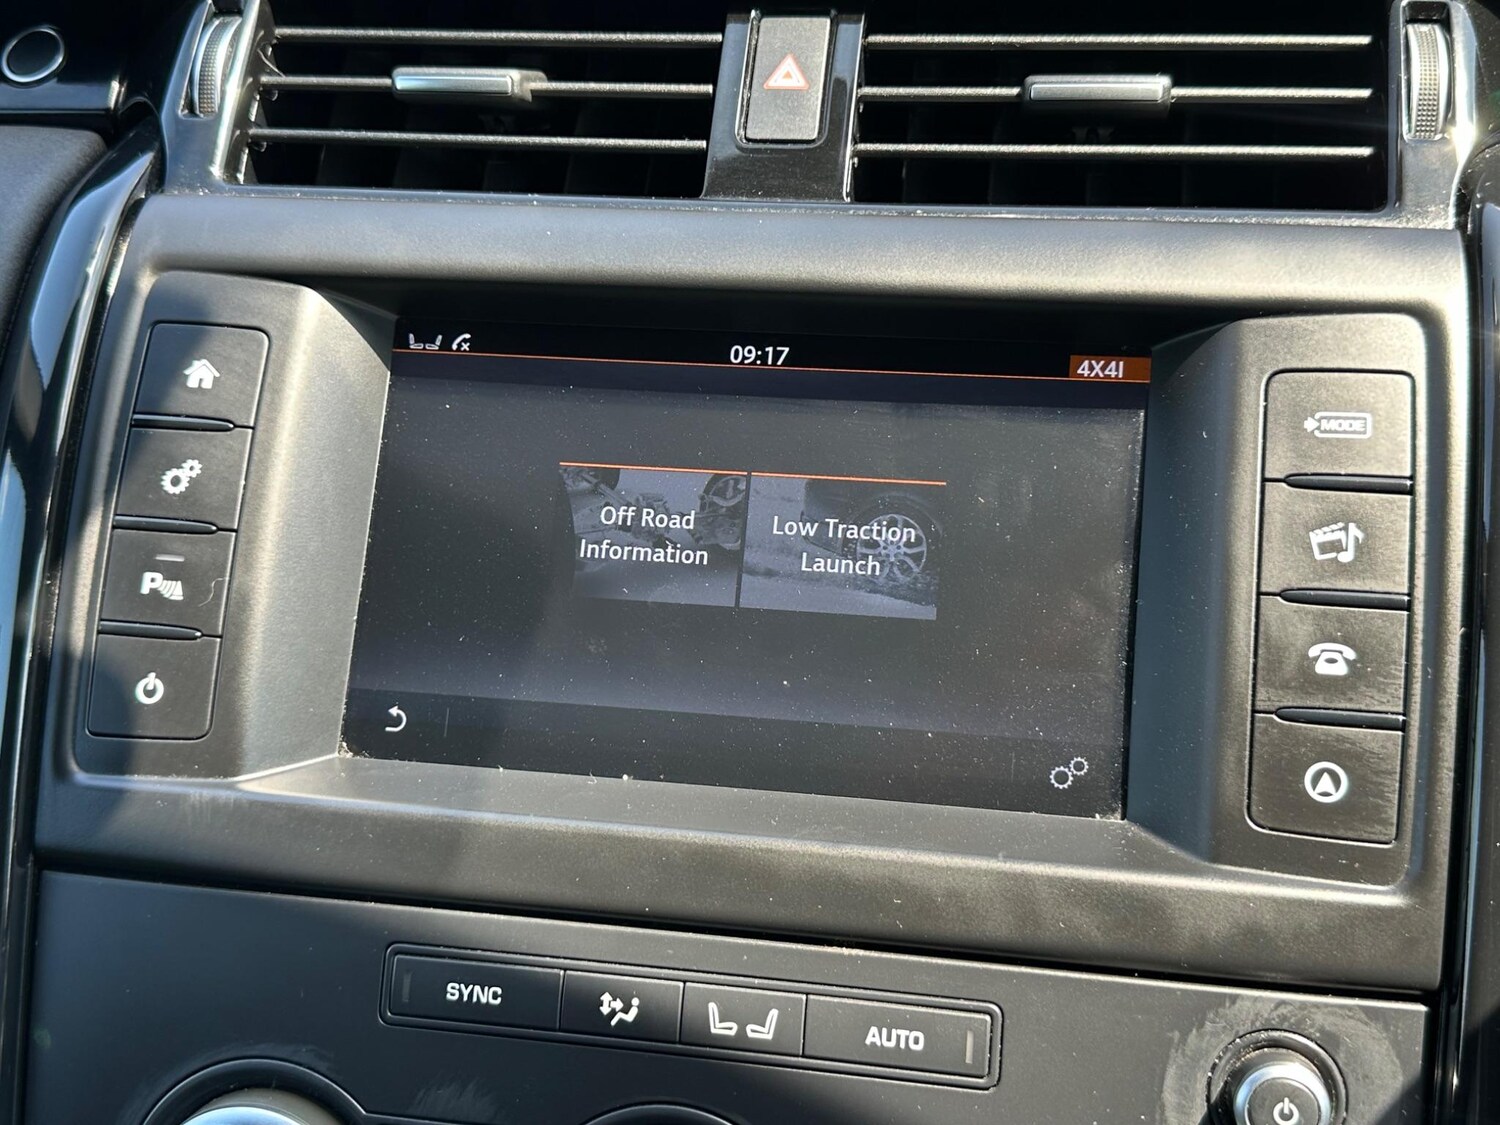 09:17
4X4I
Off Road
Information
Low Traction
Launch
MODE
P
SYNC
AUTO